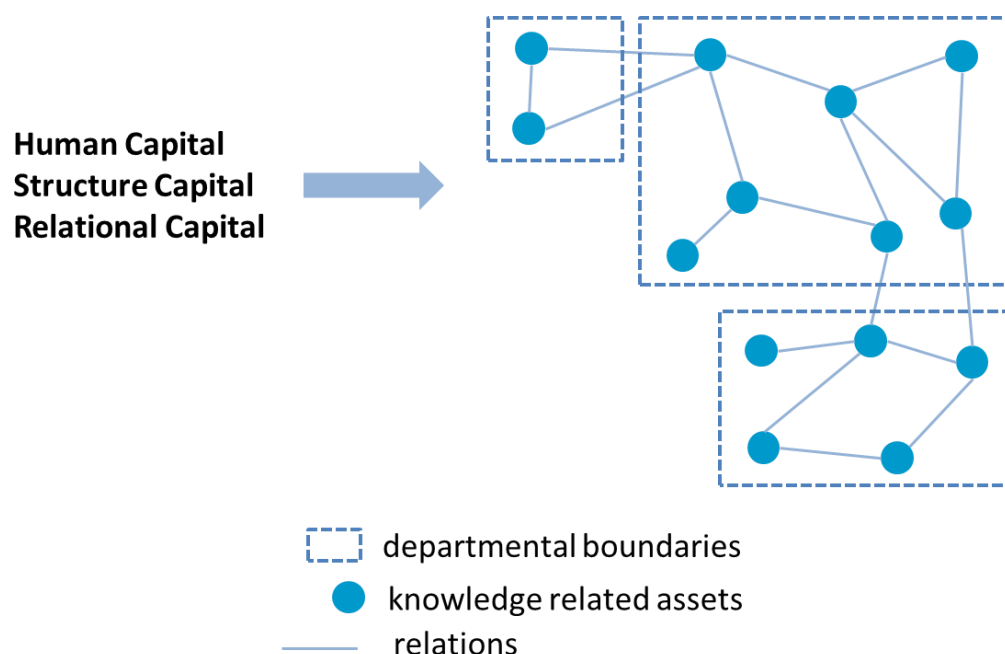 Human Capital
Structure Capital
Relational Capital
departmental boundaries
knowledge related assets
relations